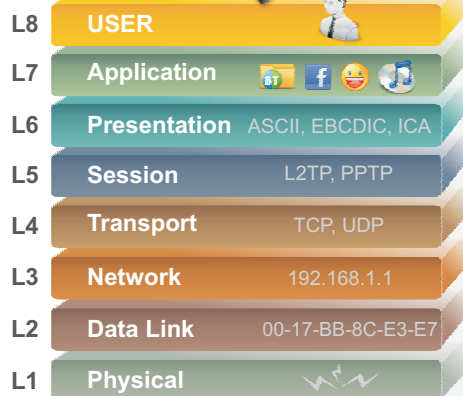 L8 USER
L7 Application BT f
L6 Presentation ASCII, EBCDIC, ICA
L5 Session L2TP, PPTP
L4 Transport TCP, UDP
L3 Network 192.168.1.1
L2 Data Link 00-17-BB-8C-E3-E7
L1 Physical